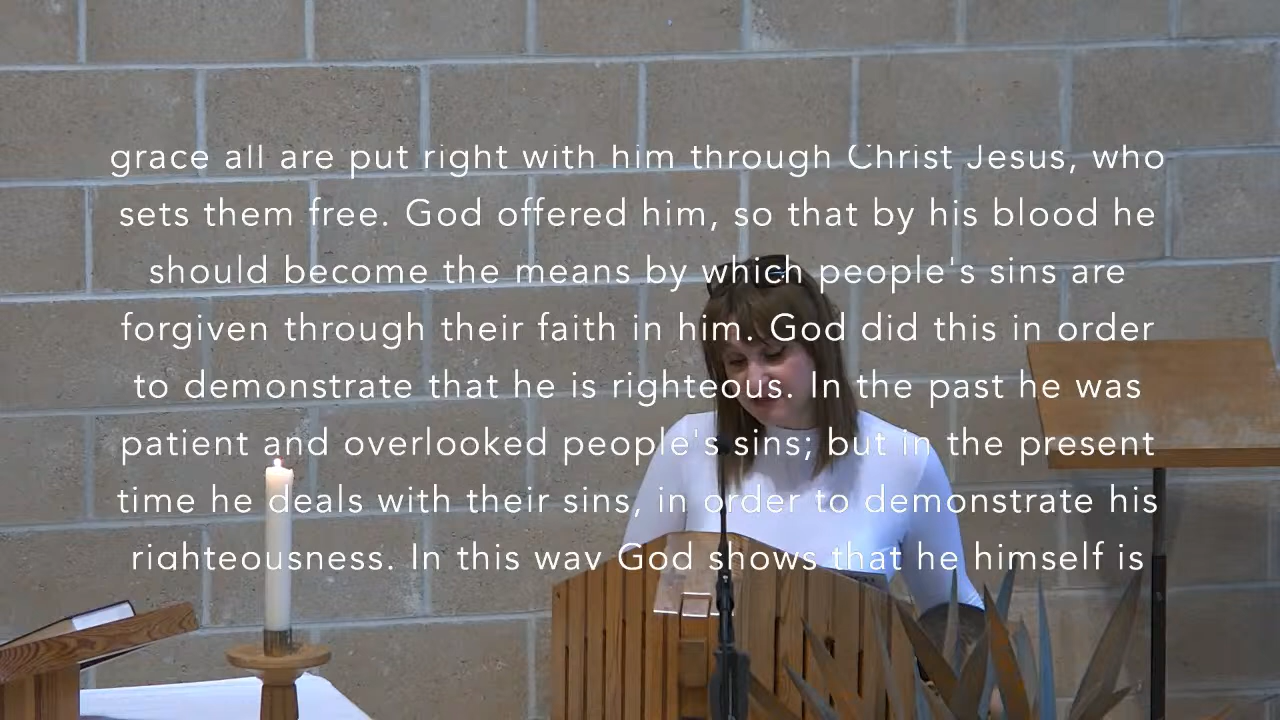 grace all are put right with him through Christ Jesus, who
sets them free. God offered him, so that by his blood he
should become the means by which people's sins are
forgiven through their faith in him. God did this in order
to demonstrate that he is righteous. In the past he was
patient and overlooked people's sins; but in the present
time he deals with their sins, in order to demonstrate his
righteousness. In this way God shows that he himself is